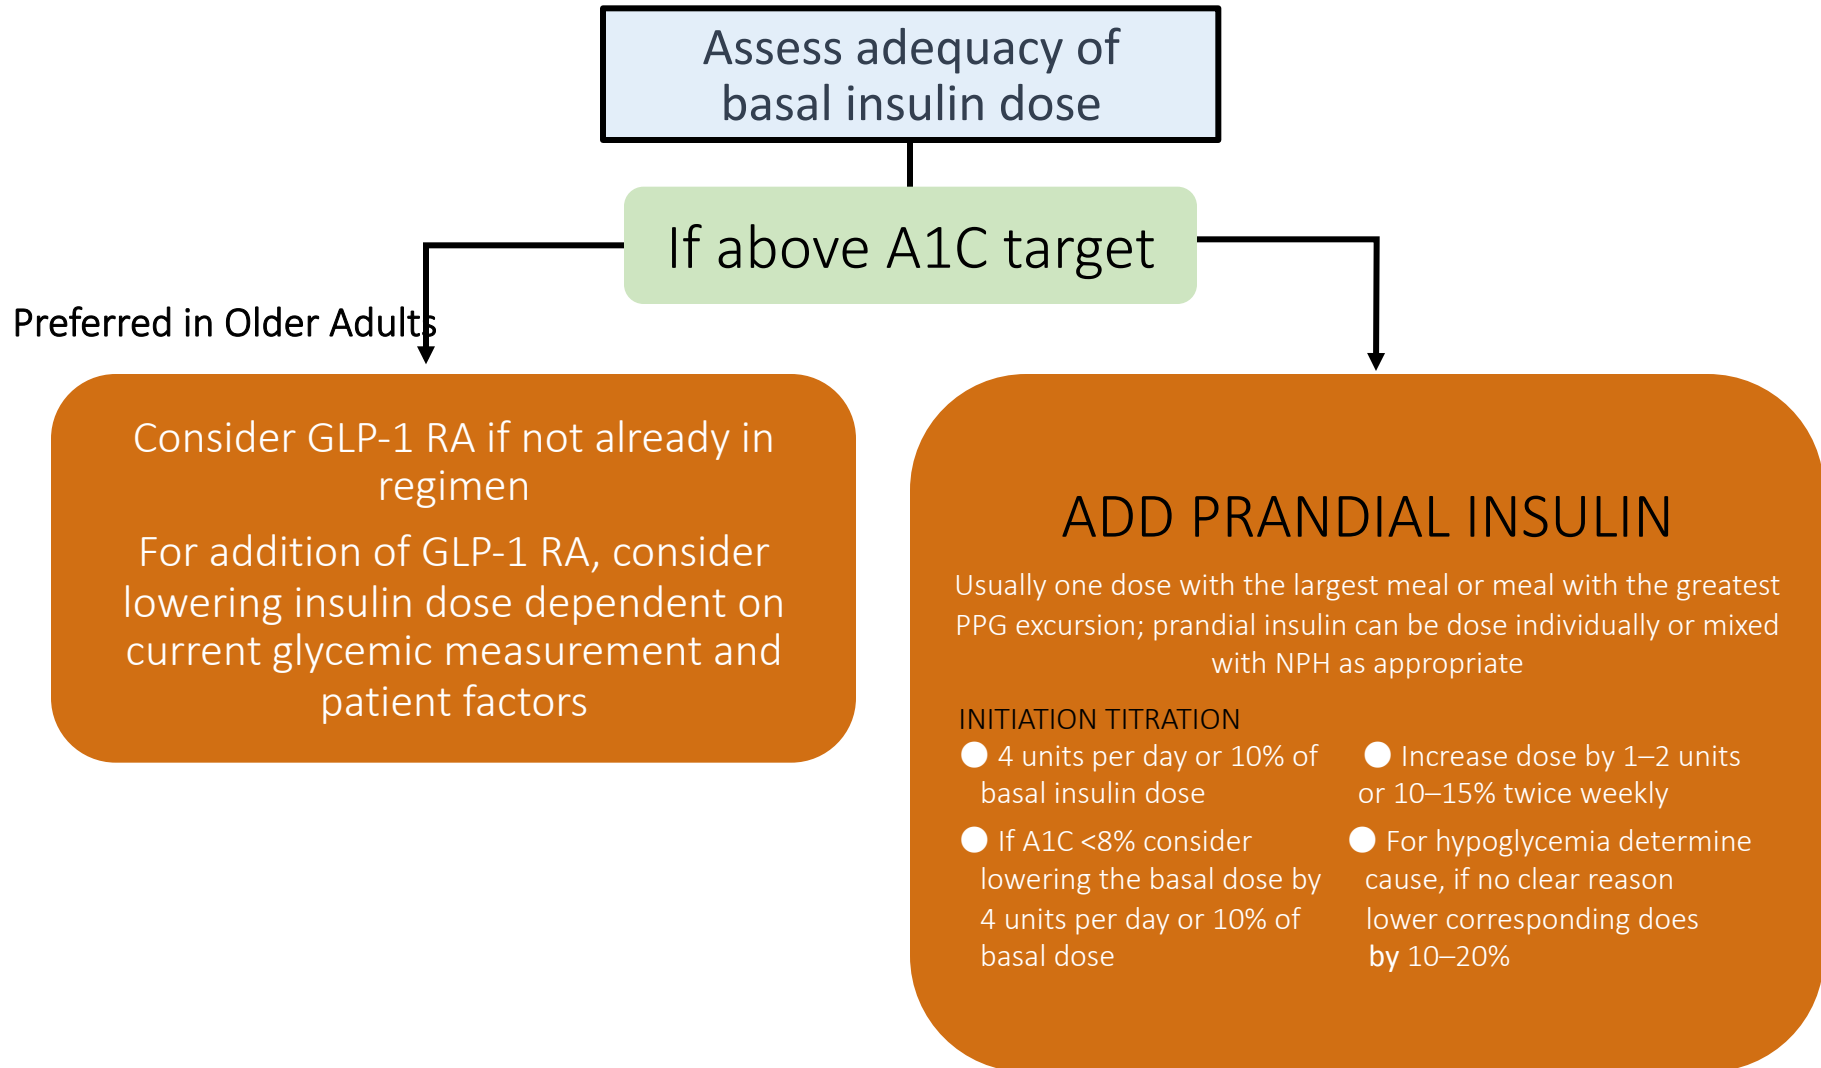 Assess adequacy of
basal insulin dose
If above A1C target
Preferred in Older Adults
Consider GLP-1 RA if not already in
regimen
For addition of GLP-1 RA, consider
lowering insulin dose dependent on
current glycemic measurement and
patient factors
ADD PRANDIAL INSULIN
Usually one dose with the largest meal or meal with the greatest
PPG excursion; prandial insulin can be dose individually or mixed
with NPH as appropriate
INITIATION TITRATION
● 4 units per day or 10% of
basal insulin dose
● If A1C <8% consider
lowering the basal dose by
4 units per day or 10% of
basal dose
● Increase dose by 1–2 units
or 10–15% twice weekly
● For hypoglycemia determine
cause, if no clear reason
lower corresponding does
by 10–20%